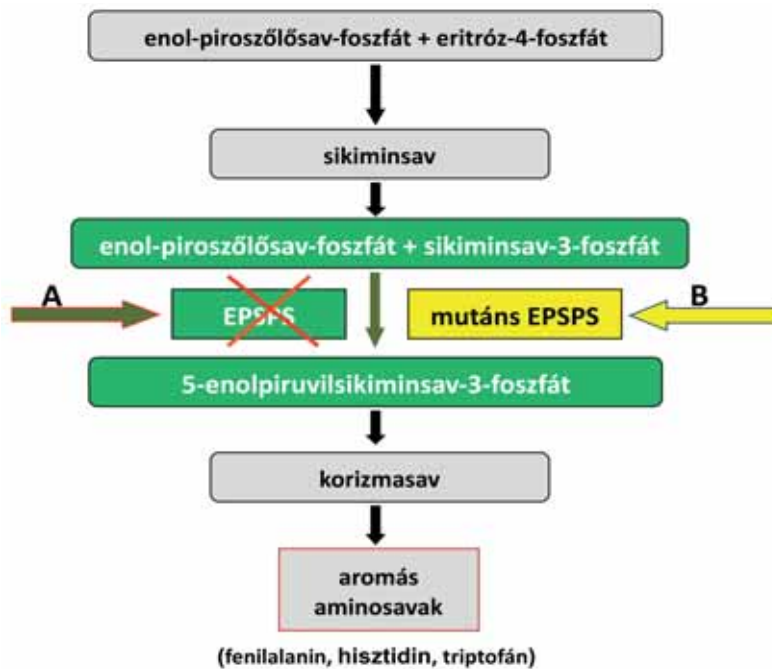 enol-piroszőlősav-foszfát + eritróz-4-foszfát
sikiminsav
enol-piroszőlősav-foszfát + sikiminsav-3-foszfát
A
EPSPS
mutáns EPSPS
B
5-enolpiruvilsikiminsav-3-foszfát
korizmasav
aromás
aminosavak
(fenilalanin, hisztidin, triptofán)